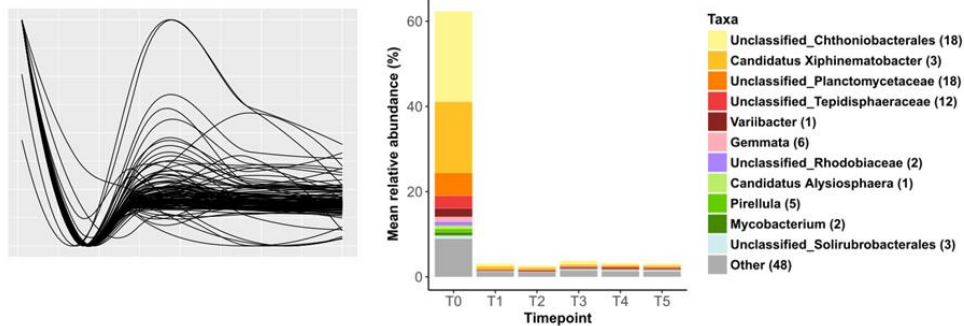 Mean relative abundance (%)
60
40
20
0
T0 T1 T2 T3 T4 T5
Timepoint
Taxa
Unclassified_Chthoniobacterales (18)
Candidatus Xiphinematobacter (3)
Unclassified_Planctomycetaceae (18)
Unclassified_Tepidisphaeraceae (12)
Variibacter (1)
Gemmata (6)
Unclassified_Rhodobiaceae (2)
Candidatus Alysiosphaera (1)
Pirellula (5)
Mycobacterium (2)
Unclassified_Solirubrobacterales (3)
Other (48)